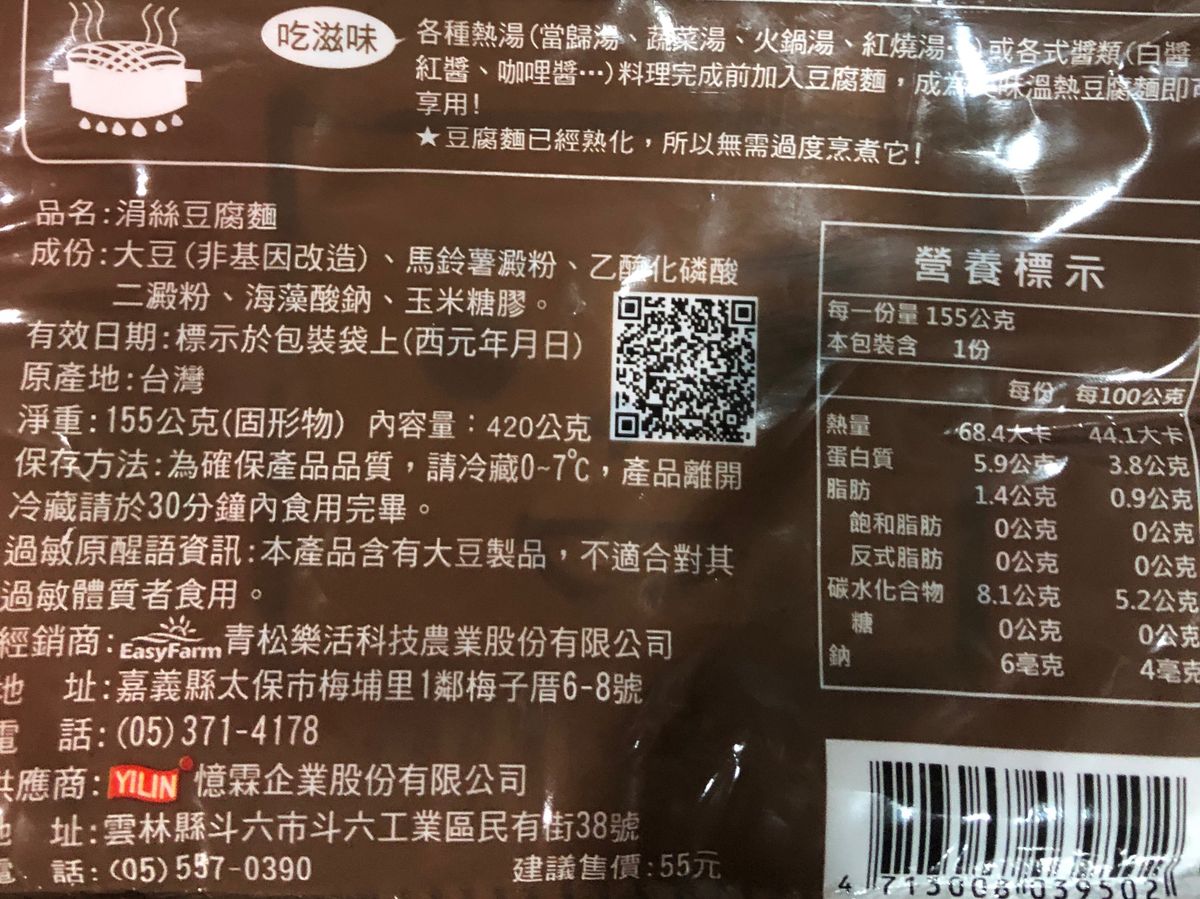 吃滋味
各種熱湯(當歸湯、蔬菜湯、火鍋湯、紅燒湯…)或各式醬類(白醬
紅醬、咖哩醬…)料理完成前加入豆腐麵,成為 味溫熱豆腐麵即
享用!
★豆腐麵已經熟化,所以無需過度烹煮它!
品名:涓絲豆腐麵
成份:大豆(非基因改造)、馬鈴薯澱粉、乙醯化磷酸
二澱粉、海藻酸鈉、玉米糖膠。
有效日期:標示於包裝袋上(西元年月日)
原產地:台灣
淨重:155公克(固形物) 內容量:420公克
保存方法:為確保產品品質,請冷藏0~7℃,產品離開
冷藏請於30分鐘內食用完畢。
過敏原醒語資訊:本產品含有大豆製品,不適合對其
過敏體質者食用。
經銷商:EasyFarm青松樂活科技農業股份有限公司
地 址:嘉義縣太保市梅埔里1鄰梅子厝6-8號
電 話:(05)371-4178
供應商:YILIN 憶霖企業股份有限公司
地 址:雲林縣斗六市斗六工業區民有街38號
電 話:(05)557-0390 建議售價:55元
營養標示
每一份量 155公克
本包裝含 1份
每份 每100公克
熱量 68.4大卡 44.1大卡
蛋白質 5.9公克 3.8公克
脂肪 1.4公克 0.9公克
飽和脂肪 0公克 0公克
反式脂肪 0公克 0公克
碳水化合物 8.1公克 5.2公克
糖 0公克 0公克
鈉 6毫克 4毫克
4 713008 039502